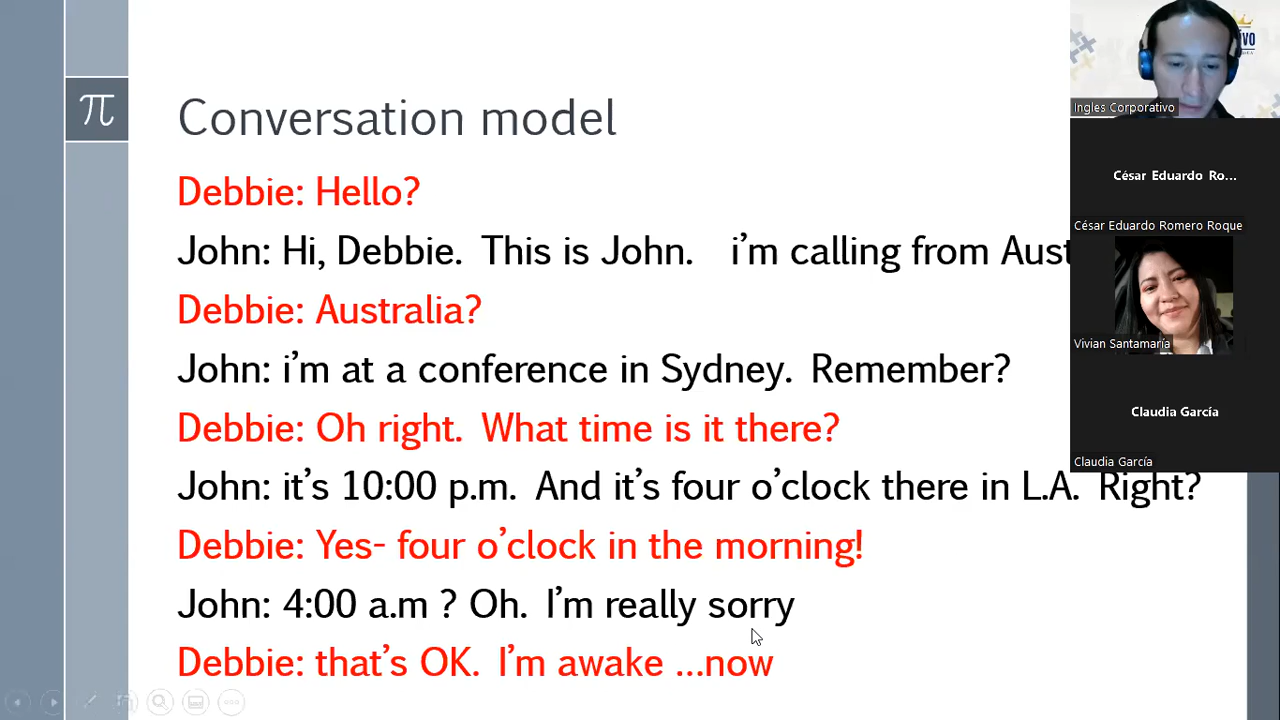 π
Conversation model
Debbie: Hello?
John: Hi, Debbie. This is John. i'm calling from Aust
Debbie: Australia?
John: i'm at a conference in Sydney. Remember?
Debbie: Oh right. What time is it there?
John: it's 10:00 p.m. And it's four o'clock there in L.A. Right?
Debbie: Yes- four o'clock in the morning!
John: 4:00 a.m ? Oh. I'm really sorry
Debbie: that's OK. I'm awake ...now
Ingles Corporativo
César Eduardo Ro...
César Eduardo Romero Roque
Vivian Santamaría
Claudia García
Claudia García